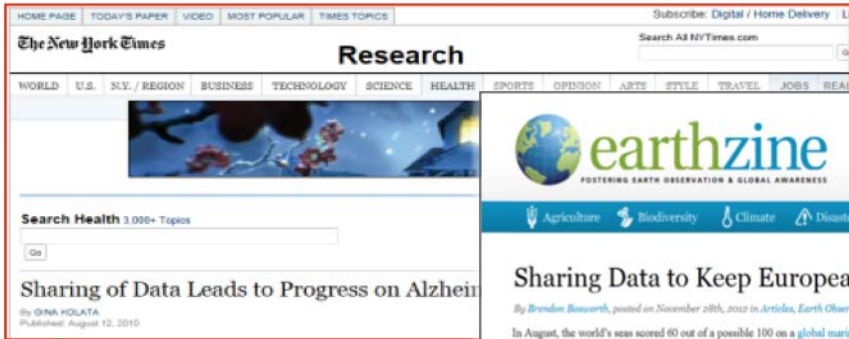 HOME PAGE TODAY'S PAPER VIDEO MOST POPULAR TIMES TOPICS
Subscribe: Digital / Home Delivery
The New York Times
Research
Search All NYTimes.com
WORLD U.S. N.Y. / REGION BUSINESS TECHNOLOGY SCIENCE HEALTH SPORTS OPINION ARTS STYLE TRAVEL JOBS
Search Health 3,000+ Topics
Go
Sharing of Data Leads to Progress on
By GINA KOLATA
Published: August 12, 2010
earthzine
FOSTERING EARTH OBSERVATION & GLOBAL AWARENESS
Agriculture Biodiversity Climate
Sharing Data to Keep
By Brendon Bosworth, posted on November 28th, 2012 in Articles, Earth
In August, the world's seas scored 60 out of a possible 100 on a global